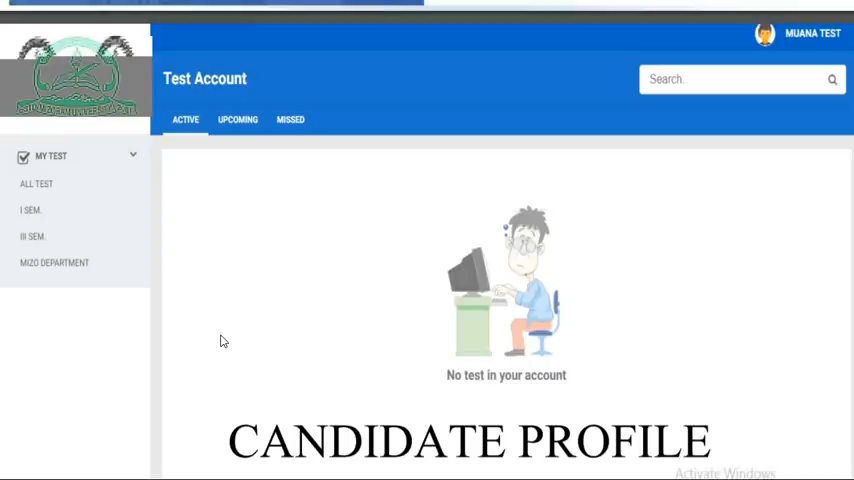 MUANA TEST
Test Account
Search..
ACTIVE UPCOMING MISSED
MY TEST
ALL TEST
I SEM.
III SEM.
MIZO DEPARTMENT
No test in your account
CANDIDATE PROFILE
Activate Windows